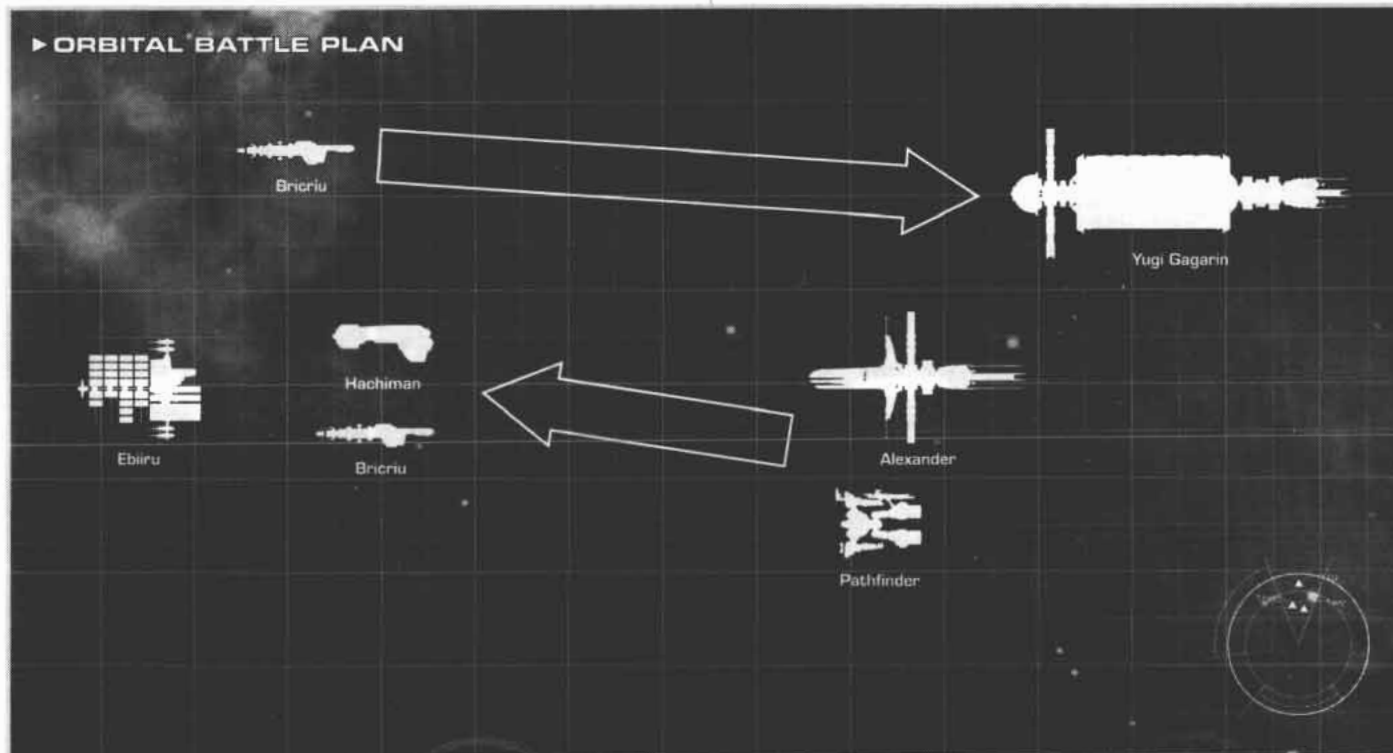 ▶ ORBITAL BATTLE PLAN
Bricriu
Yugi Gagarin
Hachiman
Ebiiru
Bricriu
Alexander
Pathfinder